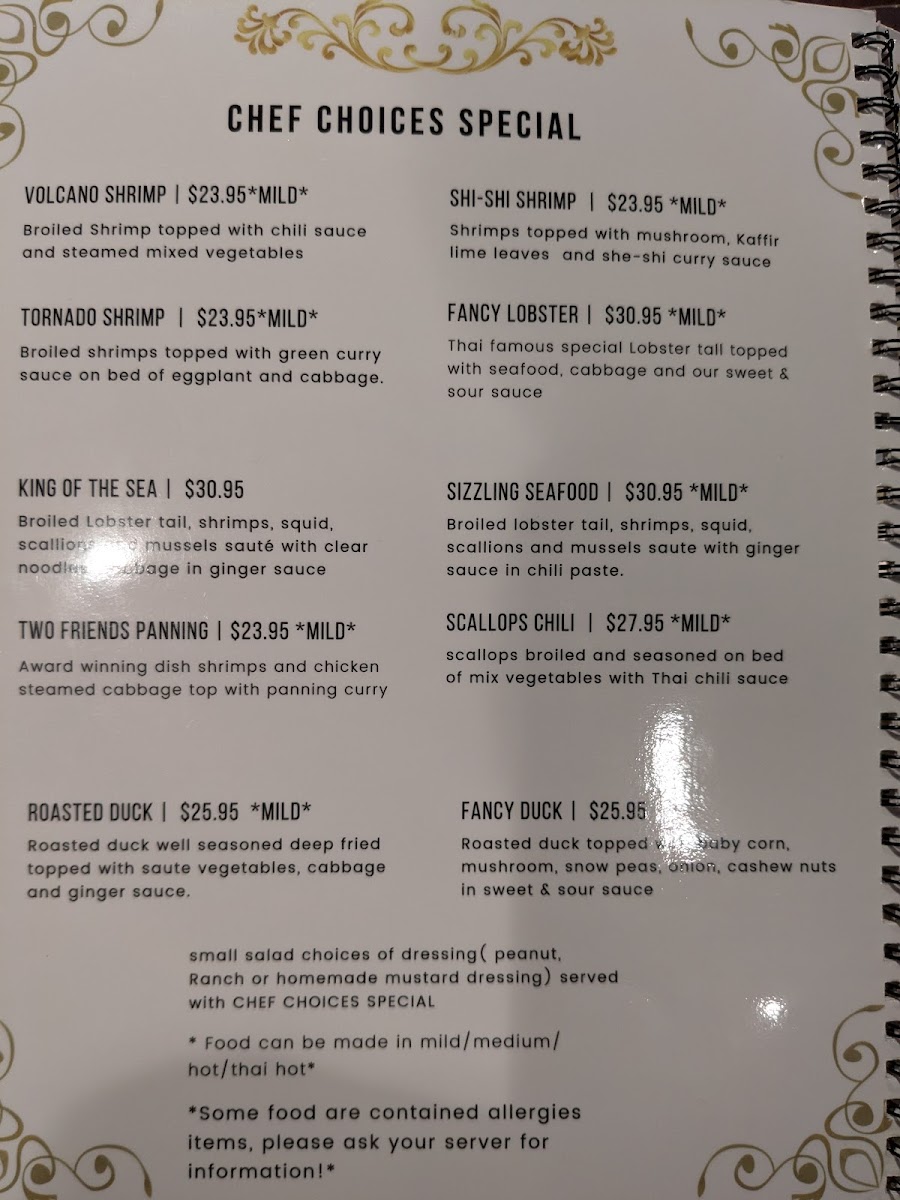 CHEF CHOICES SPECIAL
VOLCANO SHRIMP | $23.95*MILD*
Broiled Shrimp topped with chili sauce
and steamed mixed vegetables
SHI-SHI SHRIMP | $23.95 *MILD*
Shrimps topped with mushroom, Kaffir
lime leaves and she-shi curry sauce
TORNADO SHRIMP | $23.95*MILD*
Broiled shrimps topped with green curry
sauce on bed of eggplant and cabbage.
FANCY LOBSTER | $30.95 *MILD*
Thai famous special Lobster tall topped
with seafood, cabbage and our sweet &
sour sauce
KING OF THE SEA | $30.95
Broiled Lobster tail, shrimps, squid,
scallions and mussels sauté with clear
noodles in ginger sauce
SIZZLING SEAFOOD | $30.95 *MILD*
Broiled lobster tail, shrimps, squid,
scallions and mussels saute with ginger
sauce in chili paste.
TWO FRIENDS PANNING | $23.95 *MILD*
Award winning dish shrimps and chicken
steamed cabbage top with panning curry
SCALLOPS CHILI | $27.95 *MILD*
scallops broiled and seasoned on bed
of mix vegetables with Thai chili sauce
ROASTED DUCK | $25.95 *MILD*
Roasted duck well seasoned deep fried
topped with saute vegetables, cabbage
and ginger sauce.
FANCY DUCK | $25.95
Roasted duck topped with baby corn,
mushroom, snow peas, onion, cashew nuts
in sweet & sour sauce
small salad choices of dressing( peanut,
Ranch or homemade mustard dressing) served
with CHEF CHOICES SPECIAL
* Food can be made in mild/medium/
hot/thai hot*
*Some food are contained allergies
items, please ask your server for
information!*